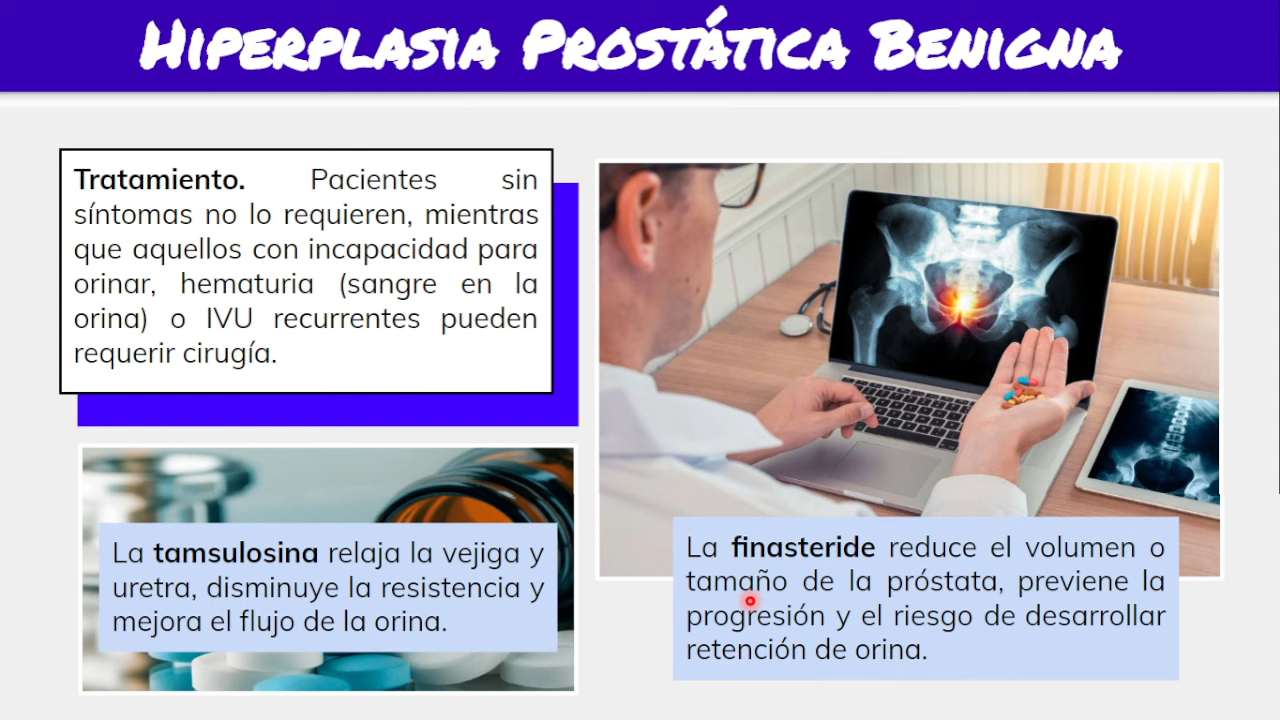 Hiperplasia Prostática Benigna
Tratamiento. Pacientes sin
síntomas no lo requieren, mientras
que aquellos con incapacidad para
orinar, hematuria (sangre en la
orina) o IVU recurrentes pueden
requerir cirugía.
La tamsulosina relaja la vejiga y
uretra, disminuye la resistencia y
mejora el flujo de la orina.
La finasteride reduce el volumen o
tamaño de la próstata, previene la
progresión y el riesgo de desarrollar
retención de orina.